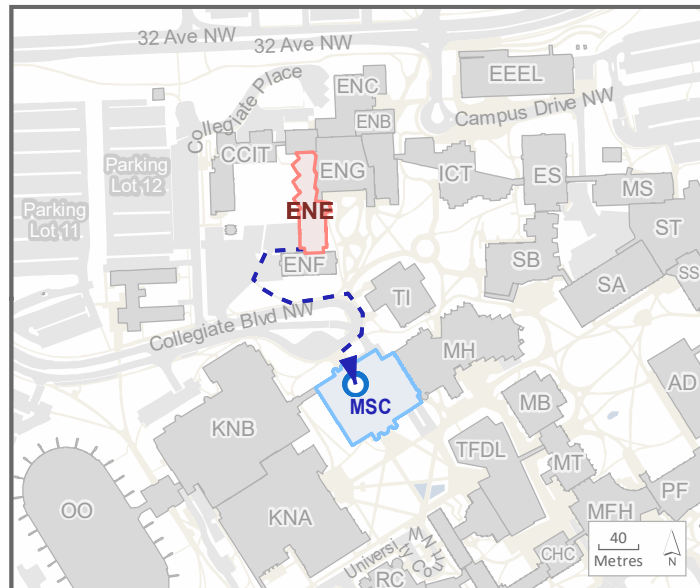 32 Ave NW
32 Ave NW
EEEL
ENC
Collegiate Place
Campus Drive NW
ENB
CCIT
Parking
Lot 12
ENG
ICT
ES
MS
Parking
Lot 11
ENE
ST
ENF
SB
SS
SA
TI
Collegiate Blvd NW
MH
AD
MSC
MB
KNB
TFDL
MT
PF
OO
KNA
MFH
CHC
RC
40
Metres
N